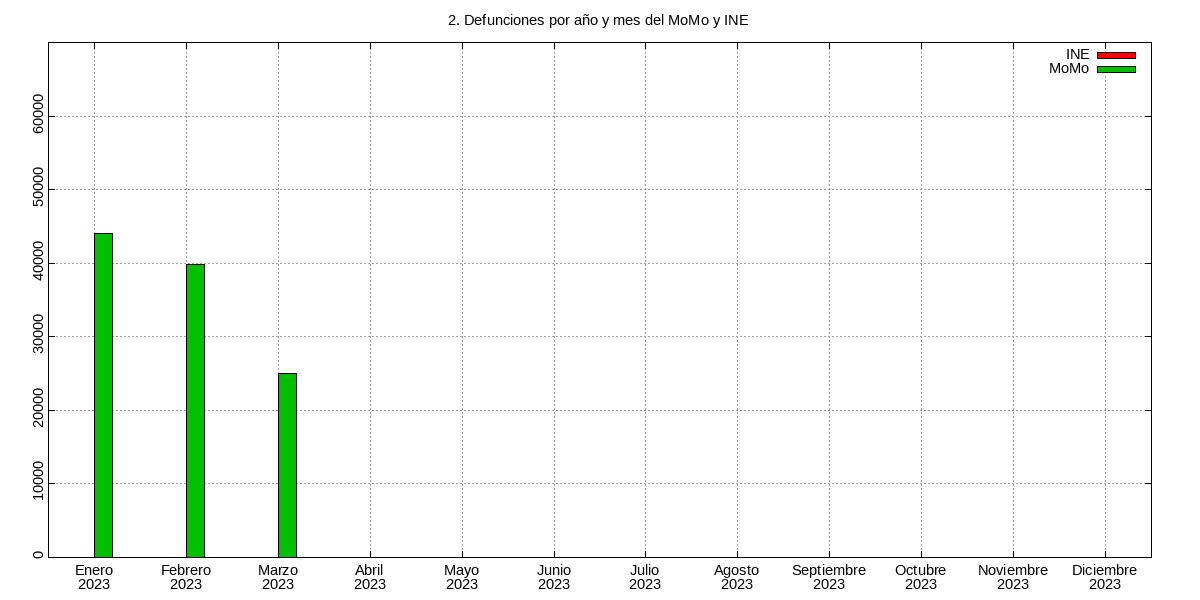 2. Defunciones por año y mes del MoMo y INE
INE
MoMo
60000
50000
40000
30000
20000
10000
0
Enero Febrero Marzo Abril Mayo Junio Julio Agosto Septiembre Octubre Noviembre Diciembre
2023 2023 2023 2023 2023 2023 2023 2023 2023 2023 2023 2023